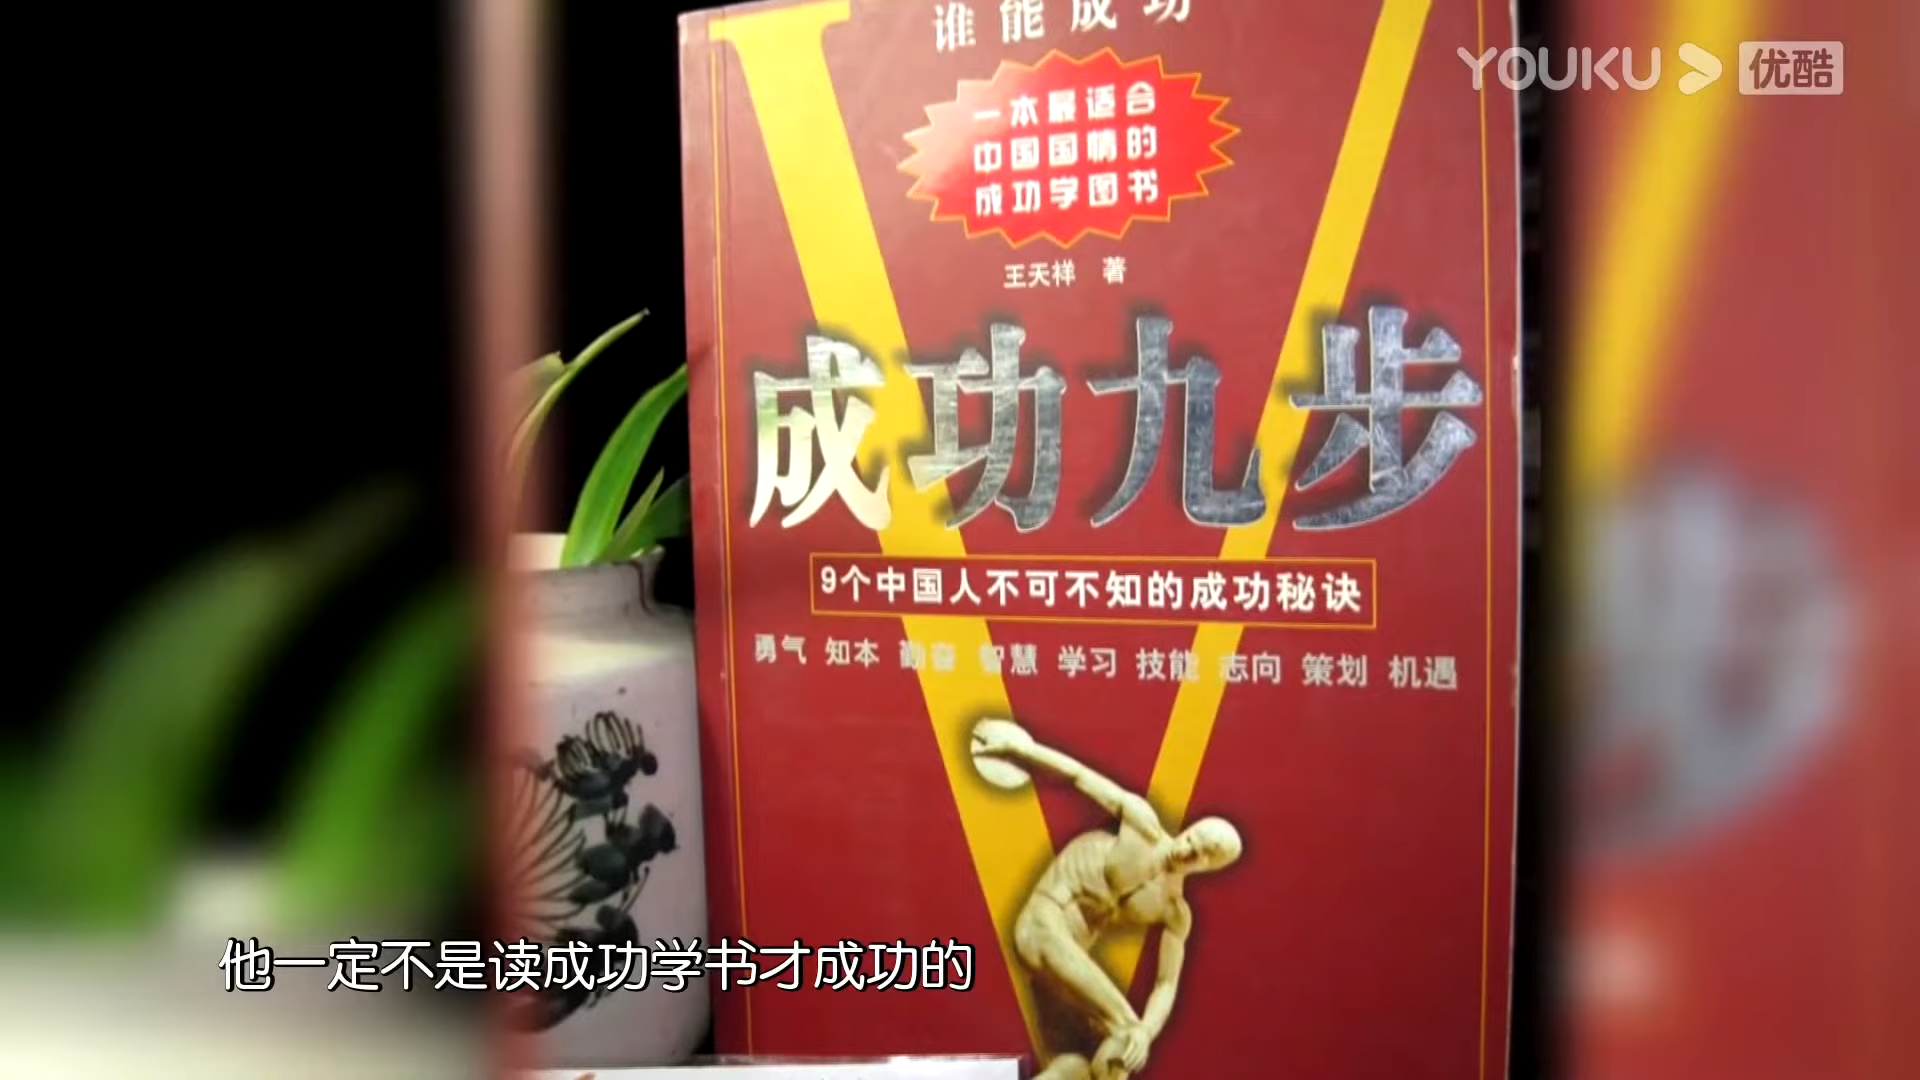 谁能成功
YOUKU 优酷
一本最适合
中国国情的
成功学图书
王天祥 著
成功九步
9个中国人不可不知的成功秘诀
勇气 知本 勤奋 智慧 学习 技能 志向 策划 机遇
他一定不是读成功学书才成功的